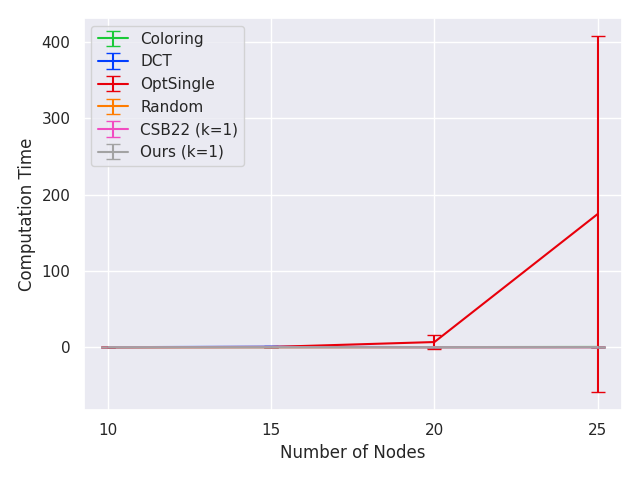 400
300
200
100
0
Computation Time
Coloring
DCT
OptSingle
Random
CSB22 (k=1)
Ours (k=1)
10
15
20
25
Number of Nodes